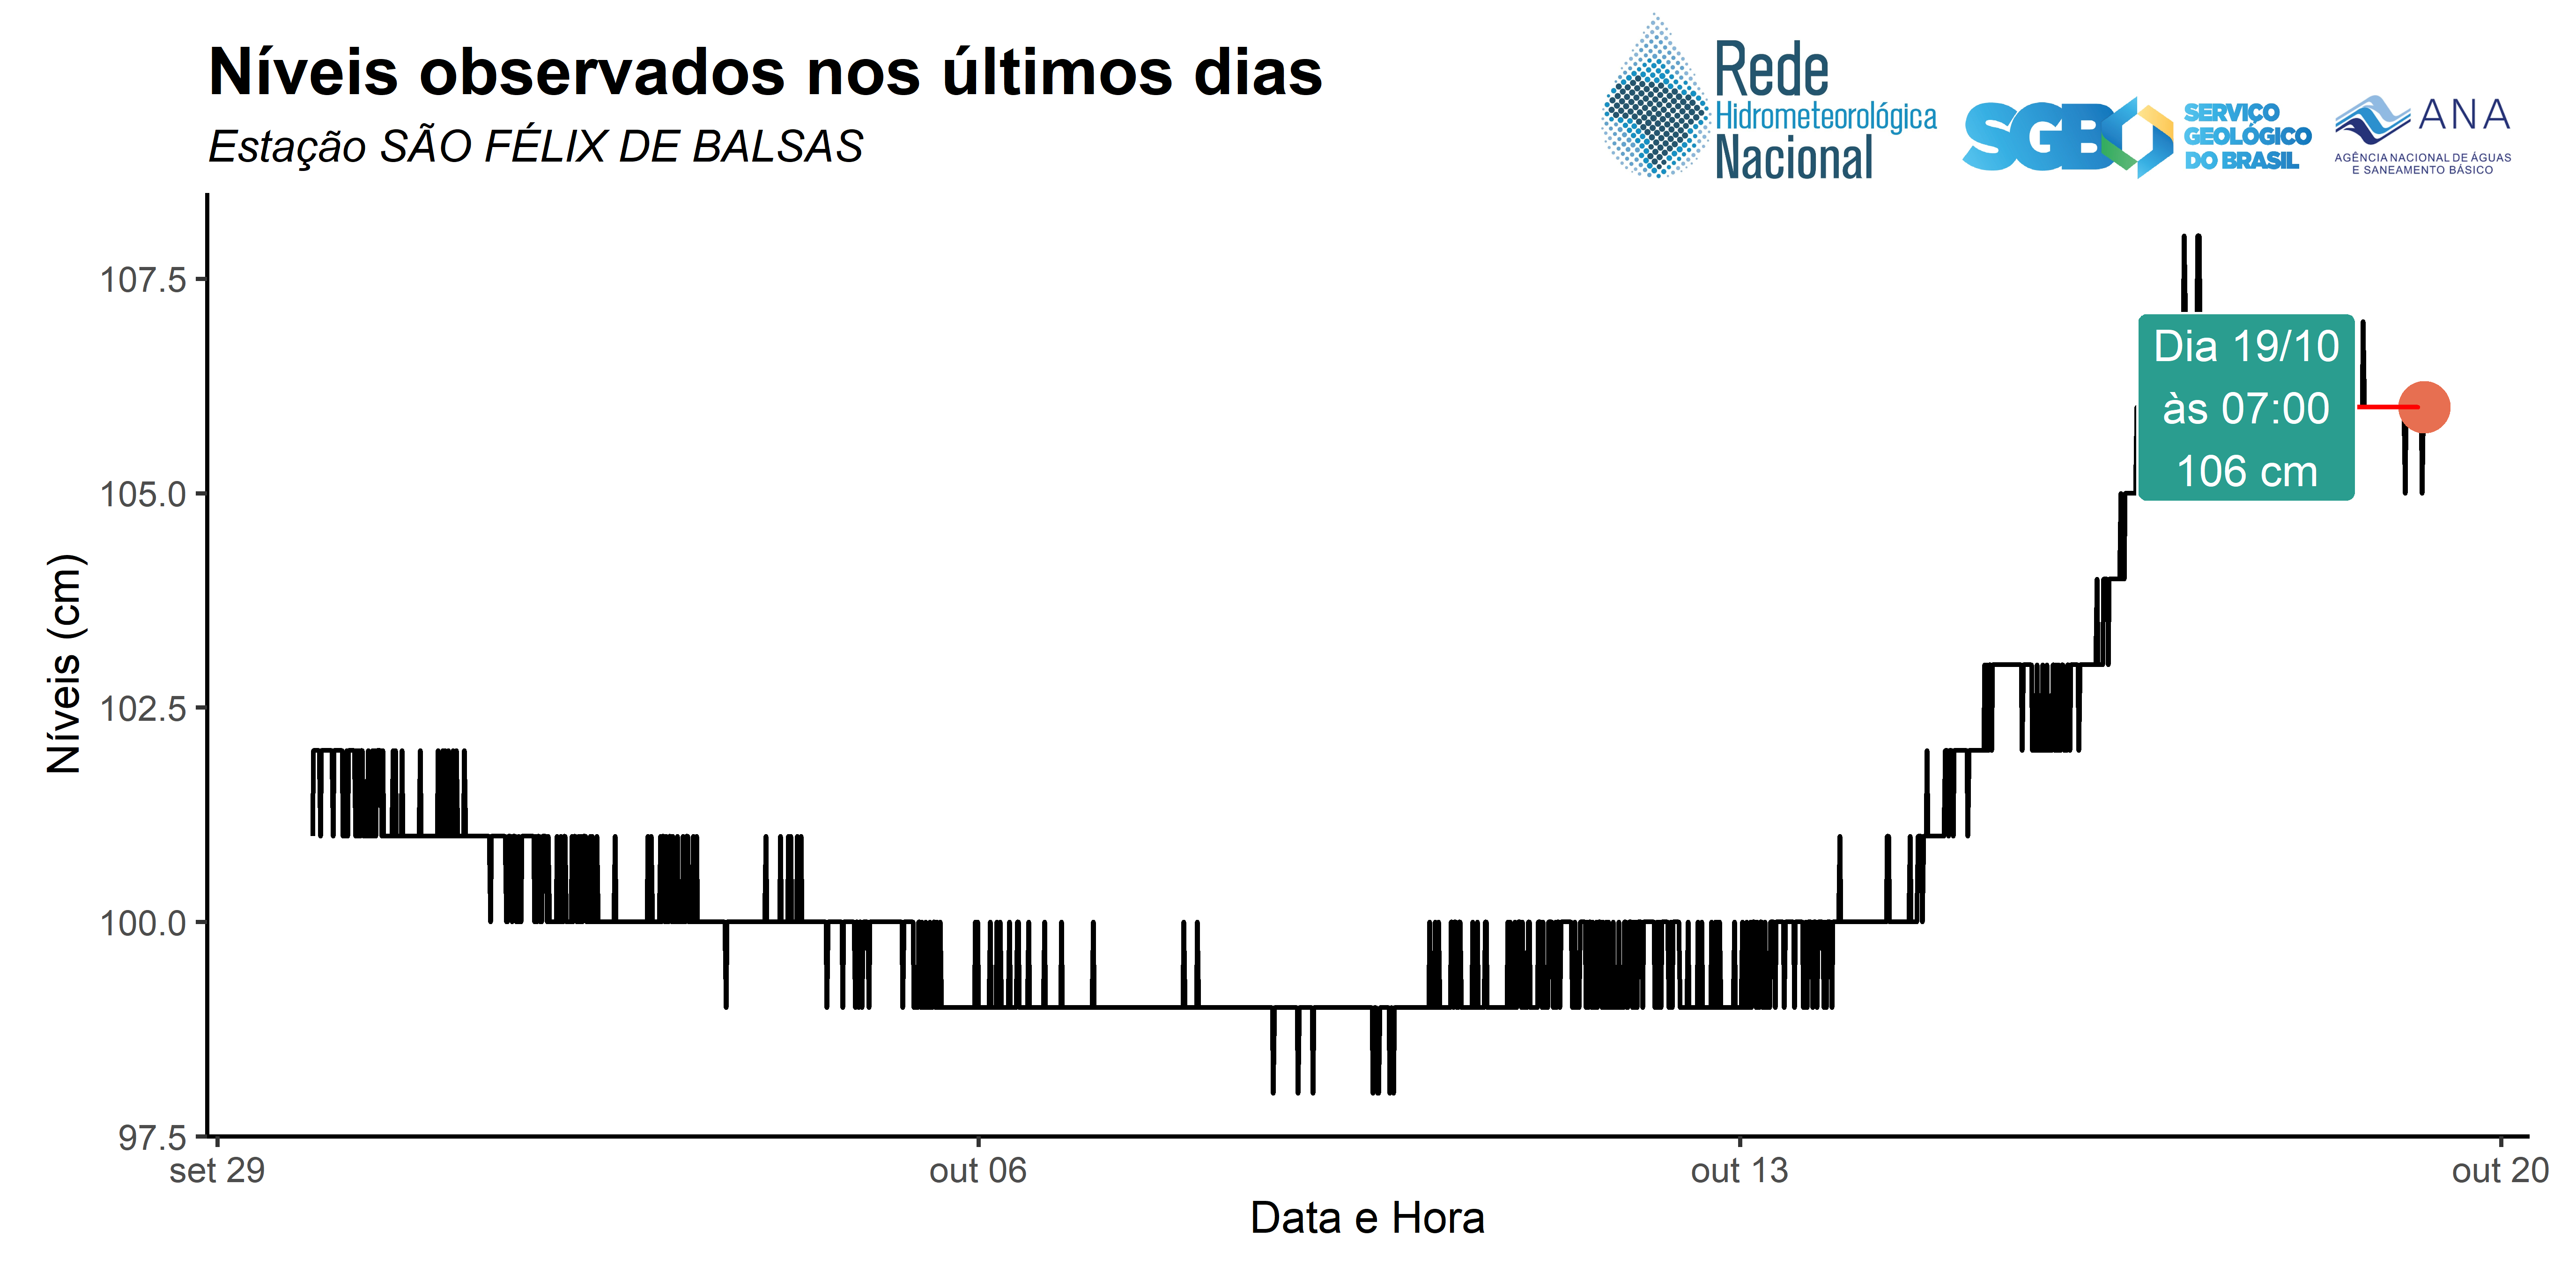 Níveis observados nos últimos dias
Estação SÃO FÉLIX DE BALSAS
Rede
Hidrometeorológica
Nacional
SGB
SERVIÇO
GEOLÓGICO
DO BRASIL
ANA
AGÊNCIA NACIONAL DE ÁGUAS
E SANEAMENTO BÁSICO
Níveis (cm)
107.5
105.0
102.5
100.0
97.5
Dia 19/10
às 07:00
106 cm
set 29
out 06
out 13
out 20
Data e Hora